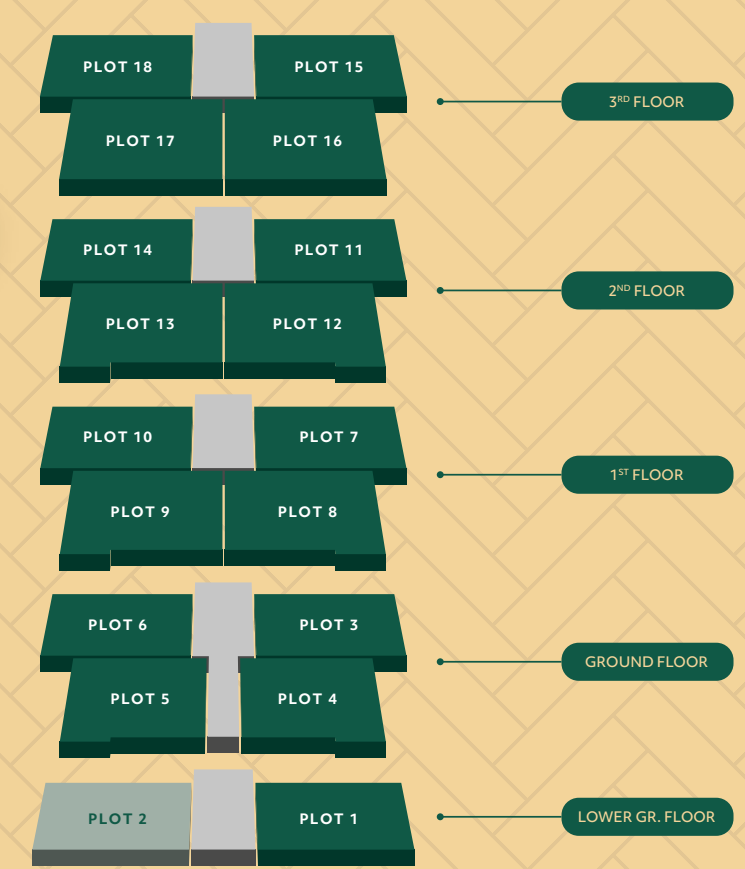 PLOT 18 PLOT 15
3RD FLOOR
PLOT 17 PLOT 16
PLOT 14 PLOT 11
2ND FLOOR
PLOT 13 PLOT 12
PLOT 10 PLOT 7
1ST FLOOR
PLOT 9 PLOT 8
PLOT 6 PLOT 3
GROUND FLOOR
PLOT 5 PLOT 4
PLOT 2 PLOT 1
LOWER GR. FLOOR